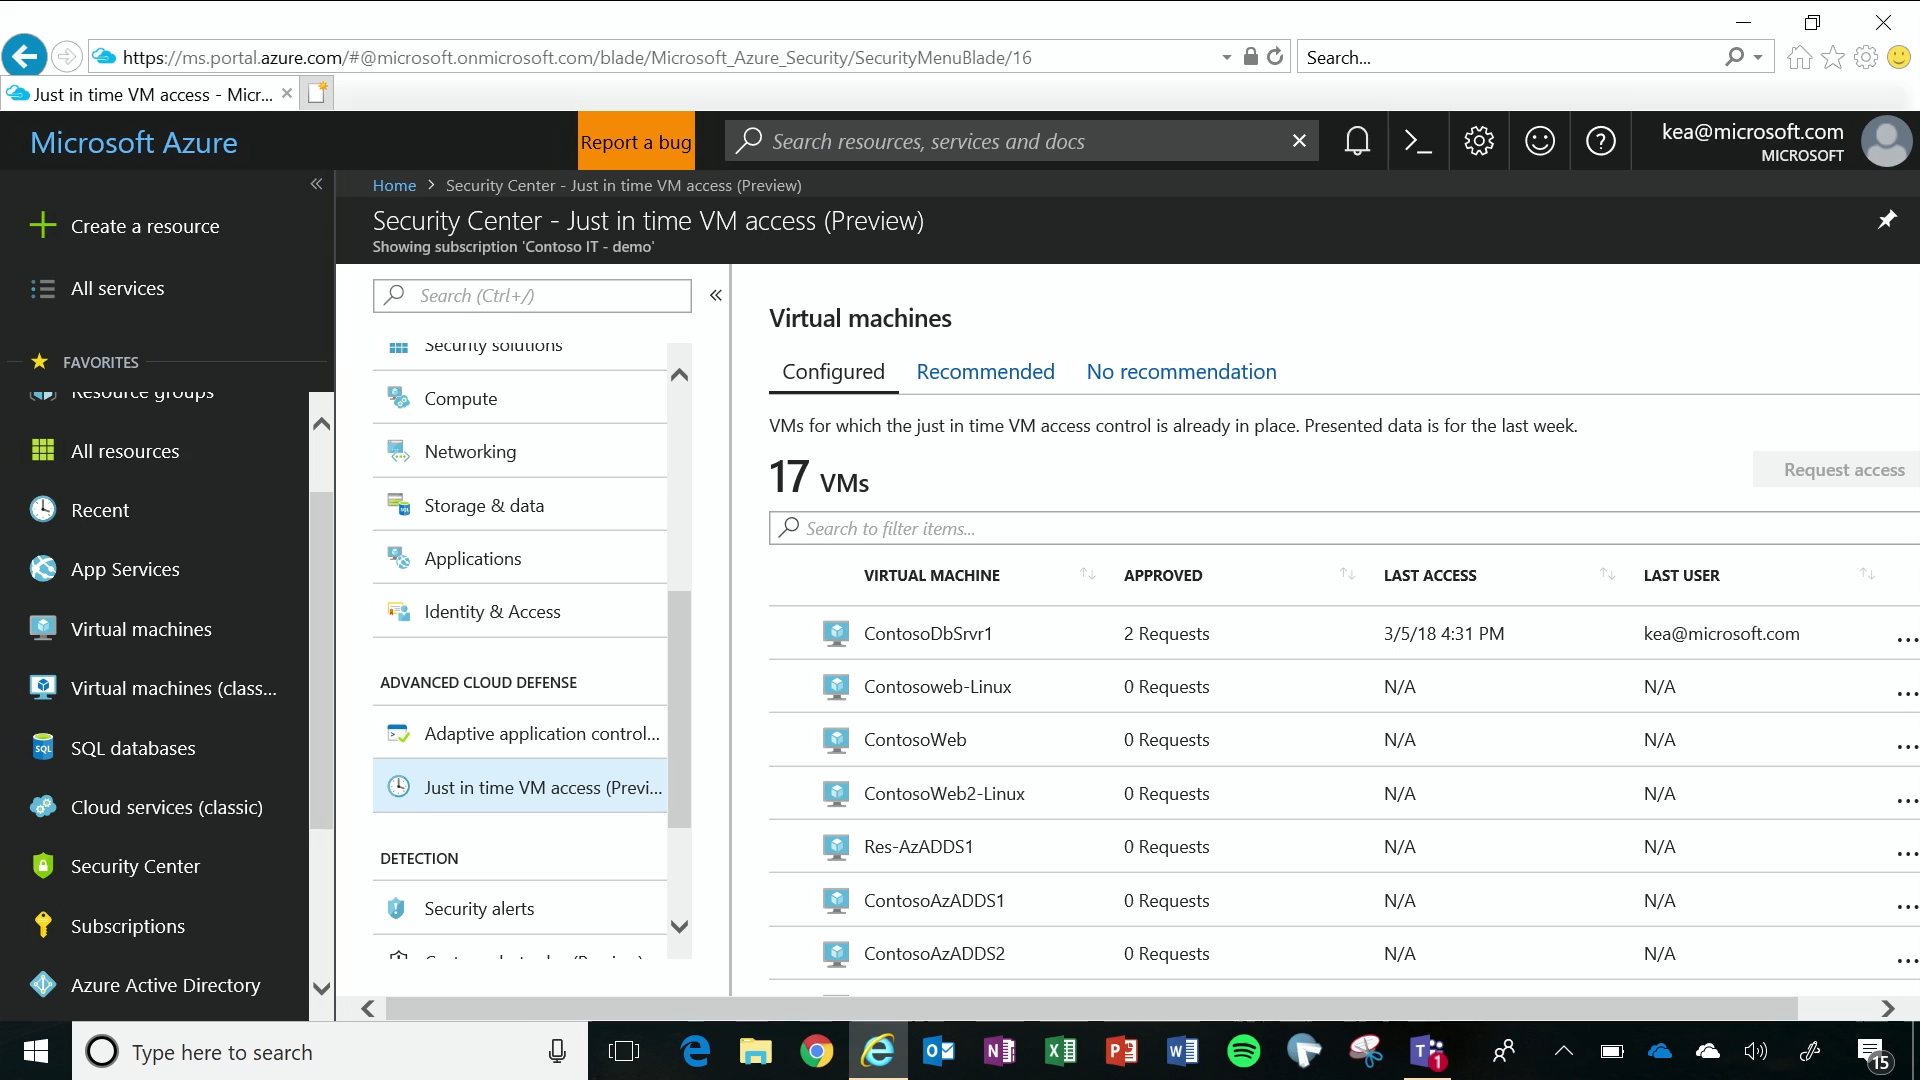 https://ms.portal.azure.com/#@microsoft.onmicrosoft.com/blade/Microsoft_Azure_Security/SecurityMenuBlade/16
Search...
Just in time VM access - Micr...
Microsoft Azure
Report a bug
Search resources, services and docs
kea@microsoft.com
MICROSOFT
Home > Security Center - Just in time VM access (Preview)
Security Center - Just in time VM access (Preview)
Showing subscription 'Contoso IT - demo'
Create a resource
All services
FAVORITES
Resource groups
All resources
Recent
App Services
Virtual machines
Virtual machines (class...
SQL databases
Cloud services (classic)
Security Center
Subscriptions
Azure Active Directory
Search (Ctrl+/)
Security solutions
Compute
Networking
Storage & data
Applications
Identity & Access
ADVANCED CLOUD DEFENSE
Adaptive application control...
Just in time VM access (Previ...
DETECTION
Security alerts
Virtual machines
Configured Recommended No recommendation
VMs for which the just in time VM access control is already in place. Presented data is for the last week.
17 VMs
Request access
Search to filter items...
VIRTUAL MACHINE APPROVED LAST ACCESS LAST USER
ContosoDbSrvr1 2 Requests 3/5/18 4:31 PM kea@microsoft.com ...
Contosoweb-Linux 0 Requests N/A N/A ...
ContosoWeb 0 Requests N/A N/A ...
ContosoWeb2-Linux 0 Requests N/A N/A ...
Res-AzADDS1 0 Requests N/A N/A ...
ContosoAzADDS1 0 Requests N/A N/A ...
ContosoAzADDS2 0 Requests N/A N/A ...
Type here to search
1
15